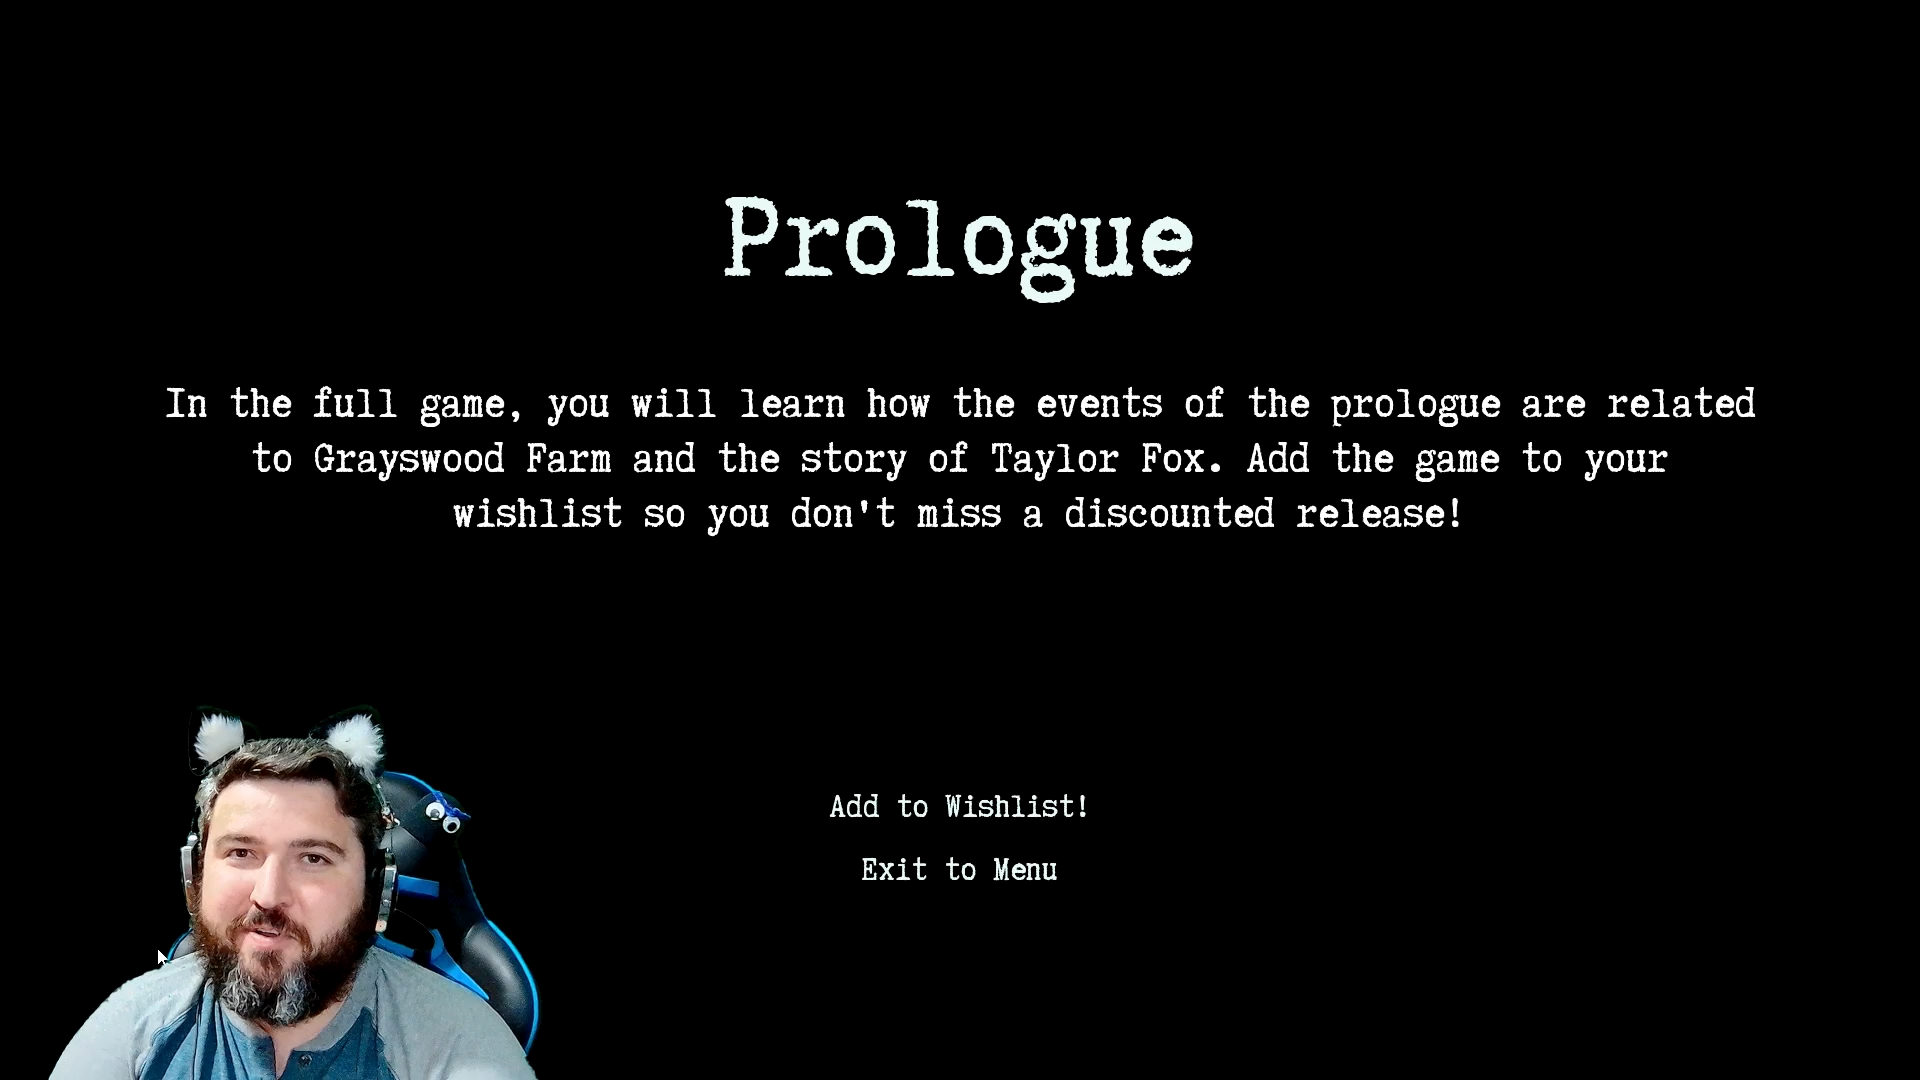 Prologue
In the full game, you will learn how the events of the prologue are related
to Grayswood Farm and the story of Taylor Fox. Add the game to your
wishlist so you don't miss a discounted release!
Add to Wishlist!
Exit to Menu